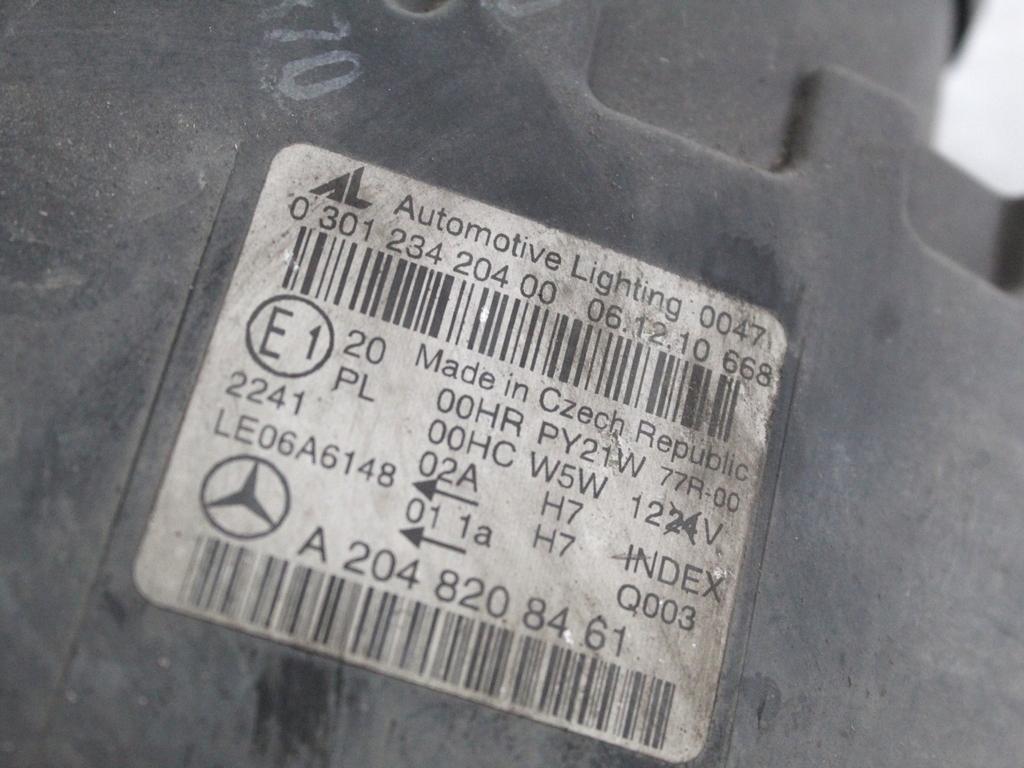 AL Automotive Lighting 0047
0 301 234 204 00 06.12.10 668
E1 20 Made in Czech Republic
PL 00HR PY21W 77R-00
2241 00HC W5W 12 V
LE06A6148 02A H7 INDEX
01 1a H7 Q003
A 204 820 84 61